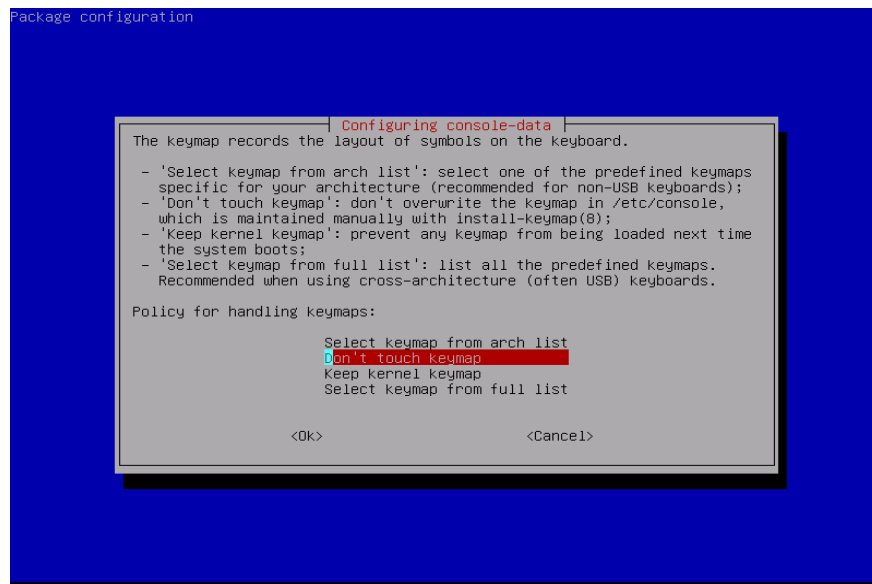 Package configuration
Configuring console-data
The keymap records the layout of symbols on the keyboard.
- 'Select keymap from arch list': select one of the predefined keymaps
specific for your architecture (recommended for non-USB keyboards);
- 'Don't touch keymap': don't overwrite the keymap in /etc/console,
which is maintained manually with install-keymap(8);
- 'Keep kernel keymap': prevent any keymap from being loaded next time
the system boots;
- 'Select keymap from full list': list all the predefined keymaps.
Recommended when using cross-architecture (often USB) keyboards.
Policy for handling keymaps:
Select keymap from arch list
Don't touch keymap
Keep kernel keymap
Select keymap from full list
<Ok> <Cancel>